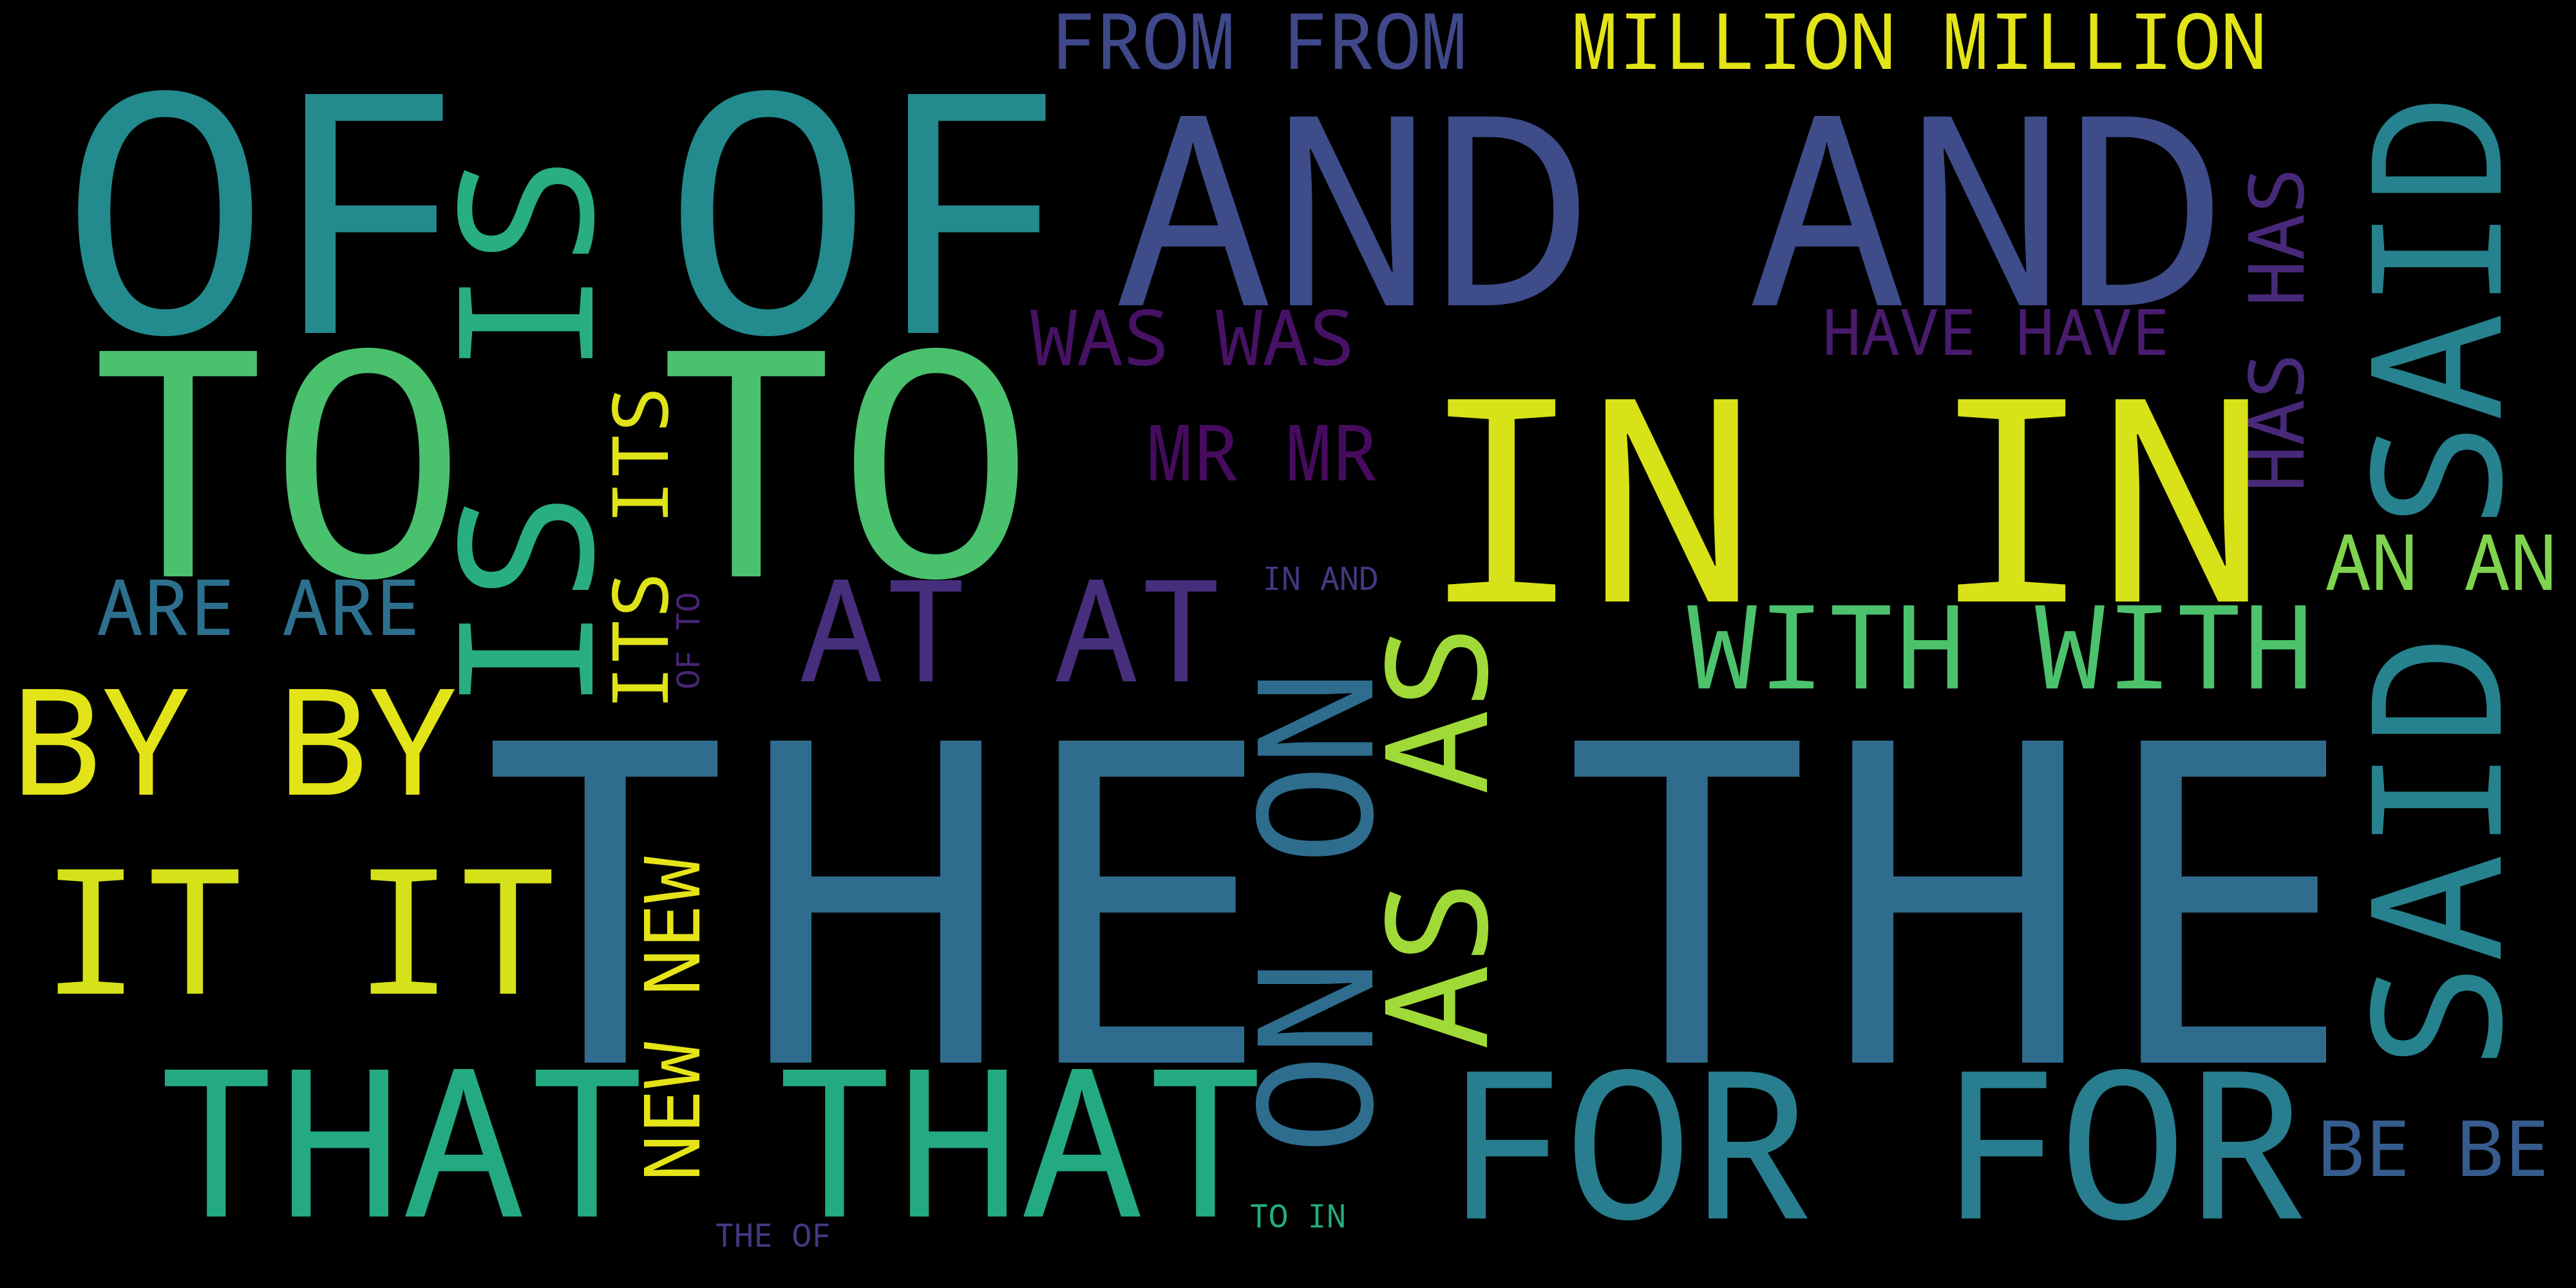 FROM FROM
MILLION MILLION
OF OF
AND AND
SAID SAID
IS IS
HAS HAS
WAS WAS
HAVE HAVE
TO TO
ITS ITS
MR MR
IN IN
AN AN
ARE ARE
OF TO
AT AT
IN AND
WITH WITH
BY BY
THE THE
ON ON
AS AS
IT IT
NEW NEW
THAT THAT
FOR FOR
BE BE
THE OF
TO IN